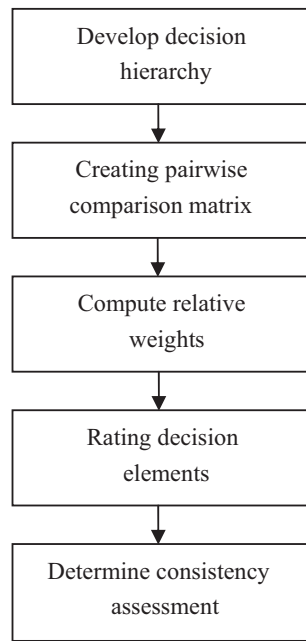 Develop decision
hierarchy
Creating pairwise
comparison matrix
Compute relative
weights
Rating decision
elements
Determine consistency
assessment